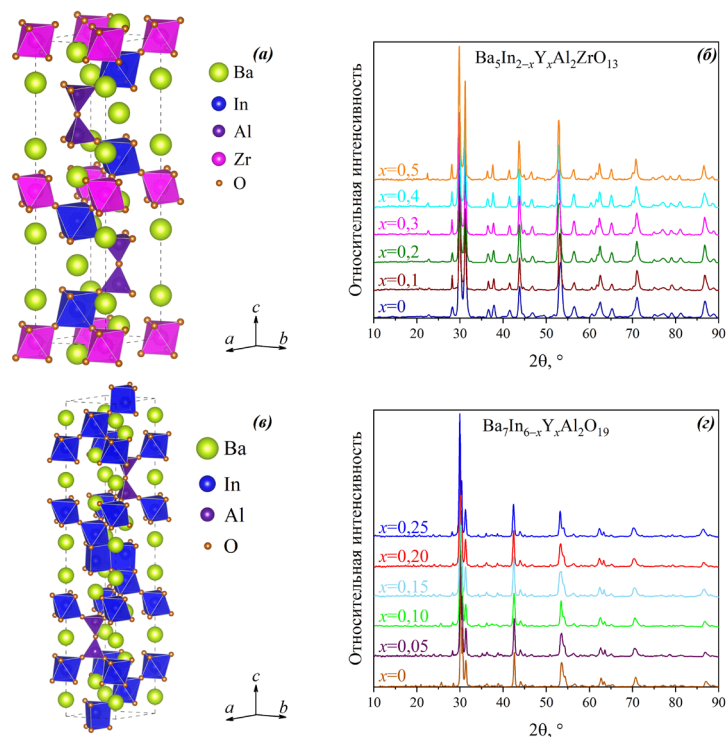 (а)
Ba
In
Al
Zr
O
c
a
b
Ba₅In₂₋ₓYₓAl₂ZrO₁₃
(б)
Относительная интенсивность
x=0,5
x=0,4
x=0,3
x=0,2
x=0,1
x=0
10 20 30 40 50 60 70 80 90
2θ, °
(в)
Ba
In
Al
O
c
a
b
Ba₇In₆₋ₓYₓAl₂O₁₉
(г)
Относительная интенсивность
x=0,25
x=0,20
x=0,15
x=0,10
x=0,05
x=0
10 20 30 40 50 60 70 80 90
2θ, °